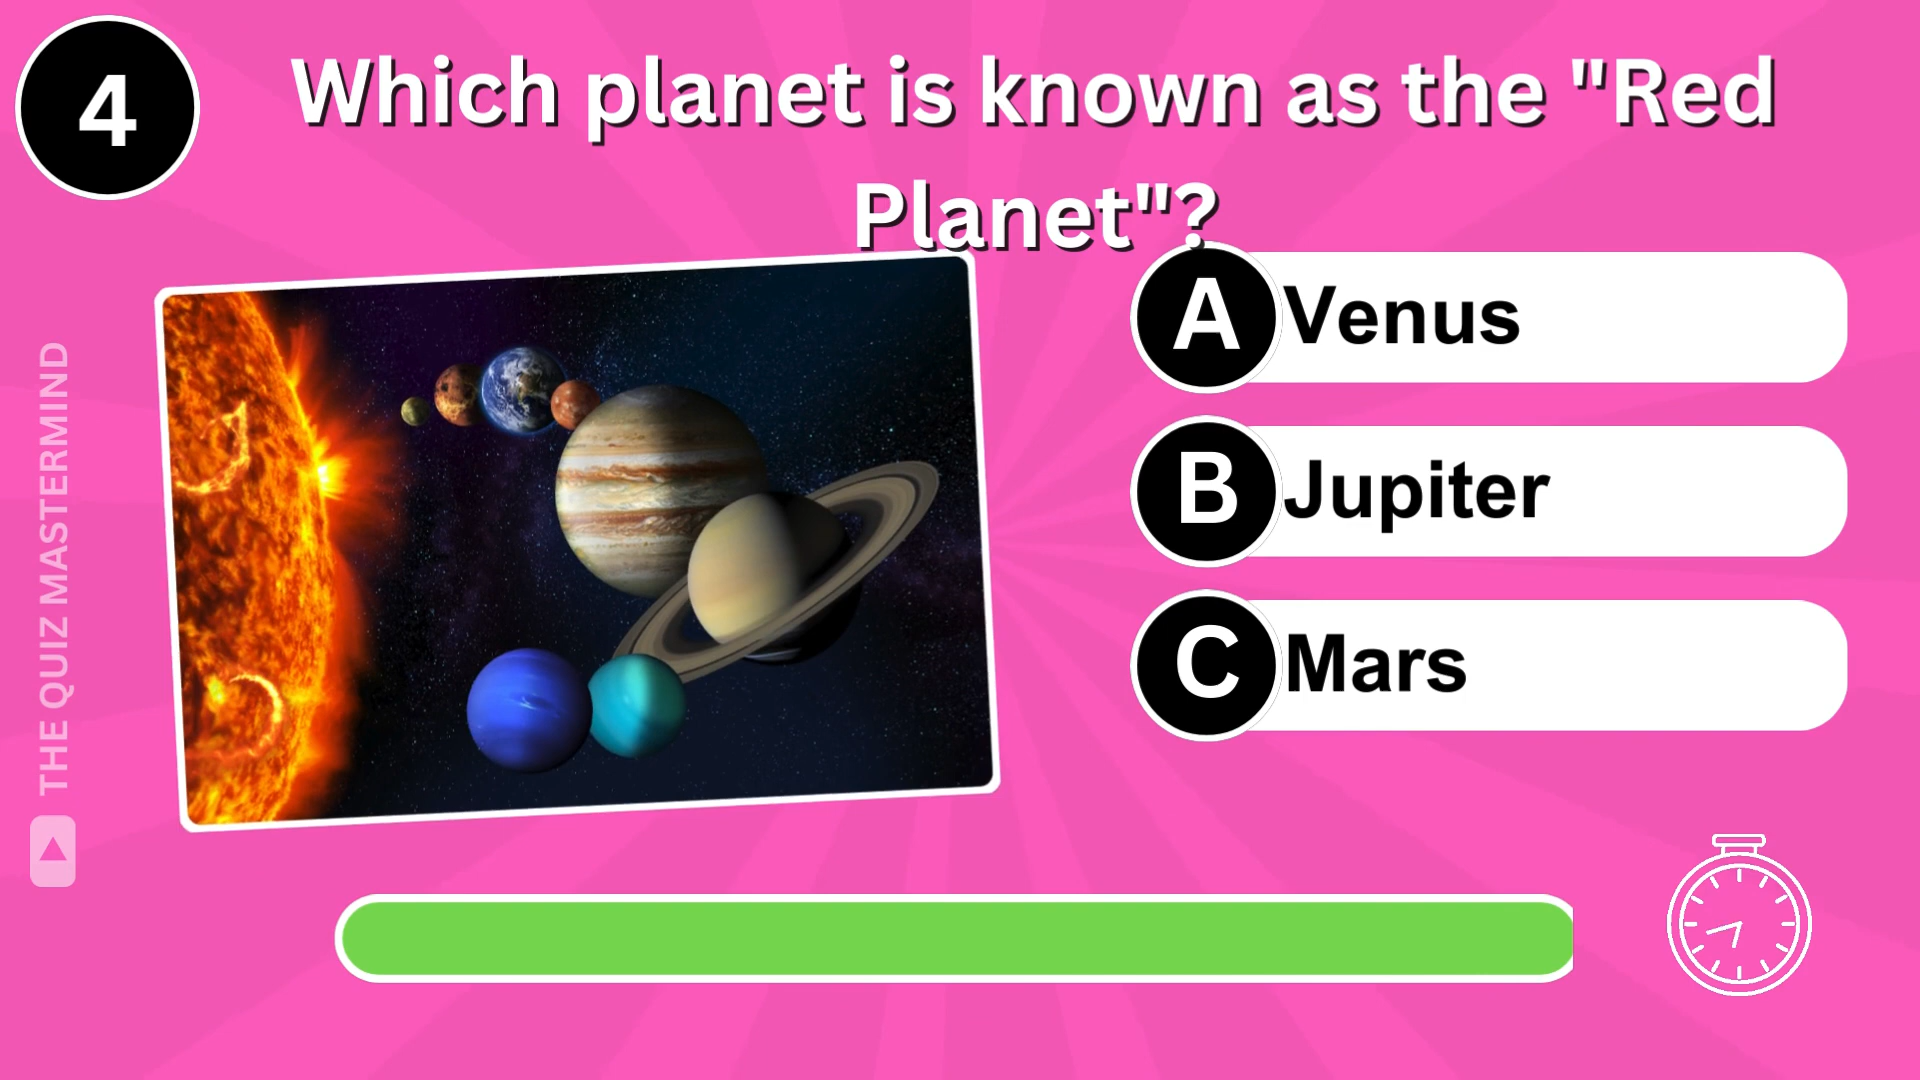 4
Which planet is known as the "Red
Planet"?
A Venus
B Jupiter
C Mars
THE QUIZ MASTERMIND